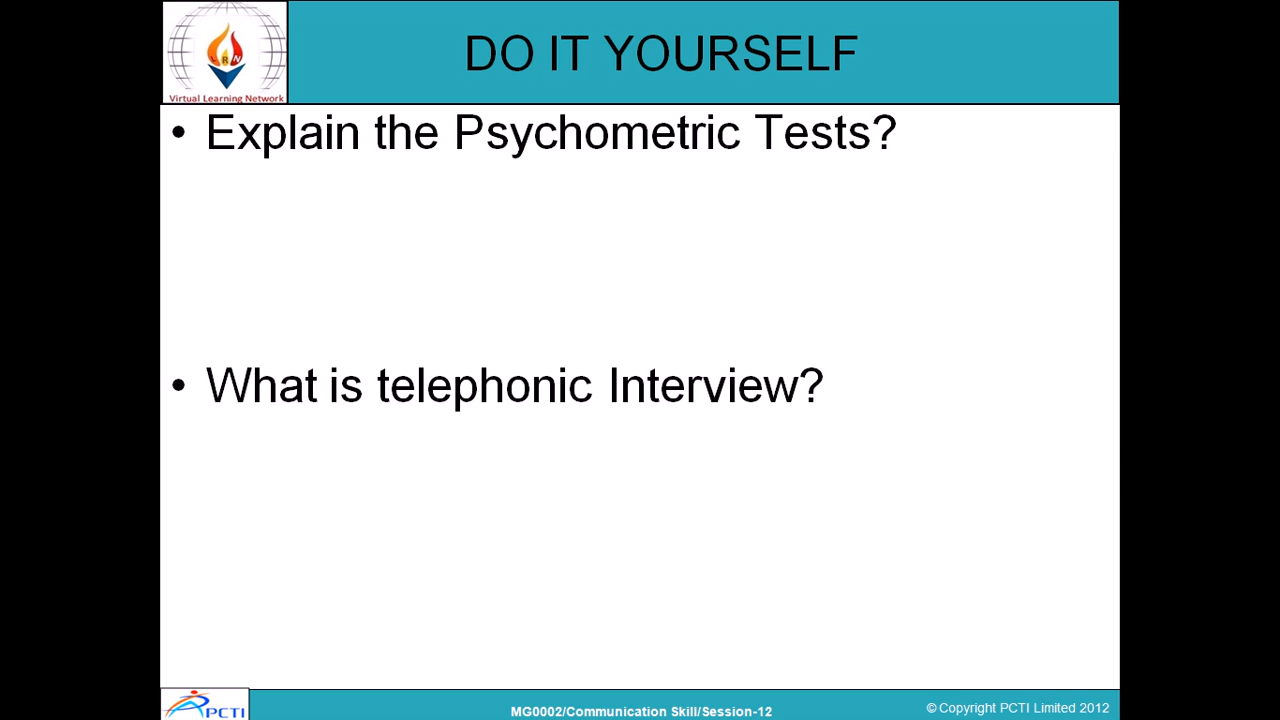 DO IT YOURSELF
LRN
Virtual Learning Network
• Explain the Psychometric Tests?
• What is telephonic Interview?
PCTI
MG0002/Communication Skill/Session-12
© Copyright PCTI Limited 2012